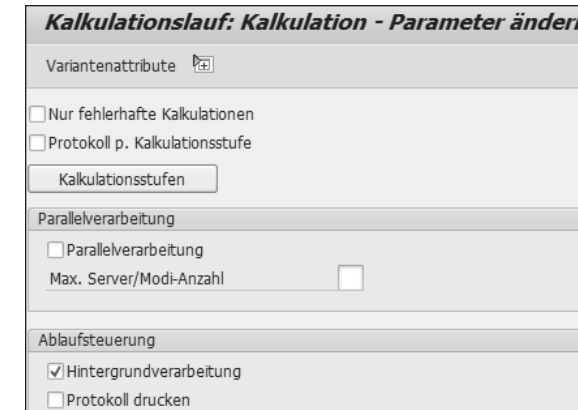 Kalkulationslauf: Kalkulation - Parameter ändern
Variantenattribute
Nur fehlerhafte Kalkulationen
Protokoll p. Kalkulationsstufe
Kalkulationsstufen
Parallelverarbeitung
Parallelverarbeitung
Max. Server/Modi-Anzahl
Ablaufsteuerung
Hintergrundverarbeitung
Protokoll drucken